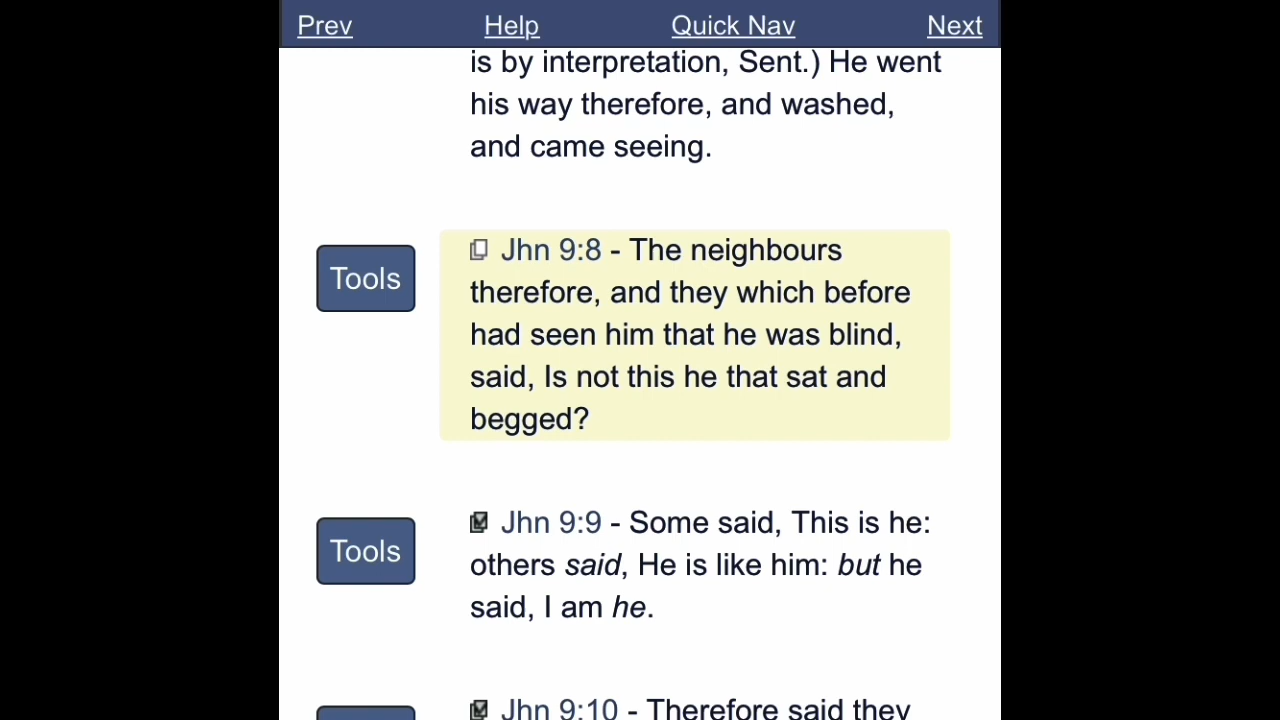 Prev Help Quick Nav Next
is by interpretation, Sent.) He went
his way therefore, and washed,
and came seeing.
Tools
Jhn 9:8 - The neighbours
therefore, and they which before
had seen him that he was blind,
said, Is not this he that sat and
begged?
Tools
Jhn 9:9 - Some said, This is he:
others said, He is like him: but he
said, I am he.
Jhn 9:10 - Therefore said they